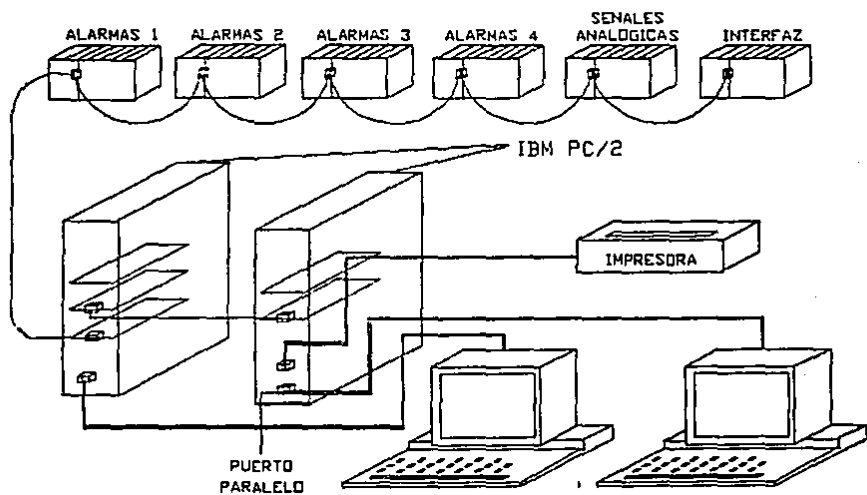 ALARMAS 1
ALARMAS 2
ALARMAS 3
ALARMAS 4
SENALES
ANALOGICAS
INTERFAZ
IBM PC/2
IMPRESORA
PUERTO
PARALELO